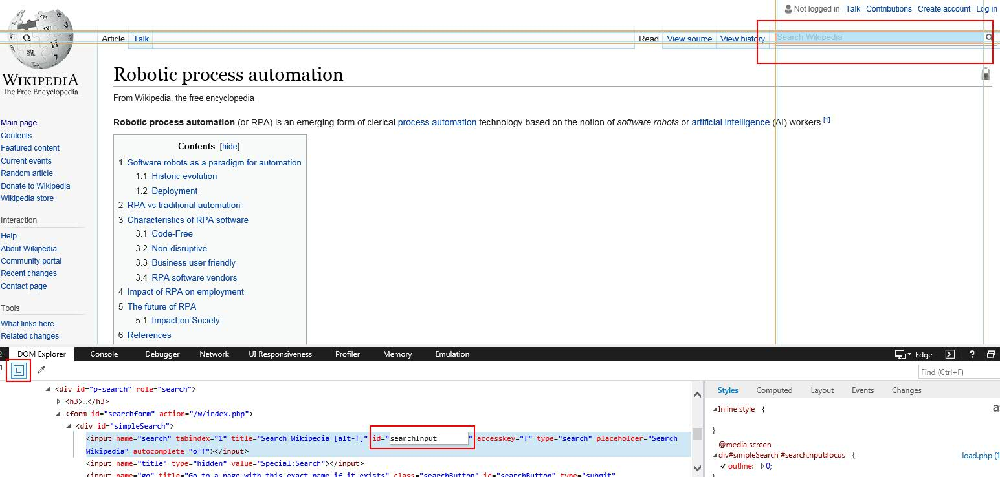 Not logged in Talk Contributions Create account Log in
Article Talk Read View source View history Search Wikipedia
WIKIPEDIA
The Free Encyclopedia
Robotic process automation
From Wikipedia, the free encyclopedia
Robotic process automation (or RPA) is an emerging form of clerical process automation technology based on the notion of software robots or artificial intelligence (AI) workers.[1]
Main page
Contents
Featured content
Current events
Random article
Donate to Wikipedia
Wikipedia store
Interaction
Help
About Wikipedia
Community portal
Recent changes
Contact page
Tools
What links here
Related changes
Contents [hide]
1 Software robots as a paradigm for automation
1.1 Historic evolution
1.2 Deployment
2 RPA vs traditional automation
3 Characteristics of RPA software
3.1 Code-Free
3.2 Non-disruptive
3.3 Business user friendly
3.4 RPA software vendors
4 Impact of RPA on employment
5 The future of RPA
5.1 Impact on Society
6 References
DOM Explorer Console Debugger Network UI Responsiveness Profiler Memory Emulation Edge ?
Find (Ctrl+F)
<div id="p-search" role="search">
<h3>…</h3>
<form id="searchform" action="/w/index.php">
<div id="simpleSearch">
<input name="search" tabindex="1" title="Search Wikipedia [alt-f]" id="searchInput" accesskey="f" type="search" placeholder="Search
Wikipedia" autocomplete="off"></input>
<input name="title" type="hidden" value="Special:Search"></input>
<input name="go" title="Go to a page with this exact name if it exists" class="searchButton" id="searchButton" type="submit"
Styles Computed Layout Events Changes
Inline style {
}
@media screen
div#simpleSearch #searchInput:focus { load.php (1
outline: 0;
}